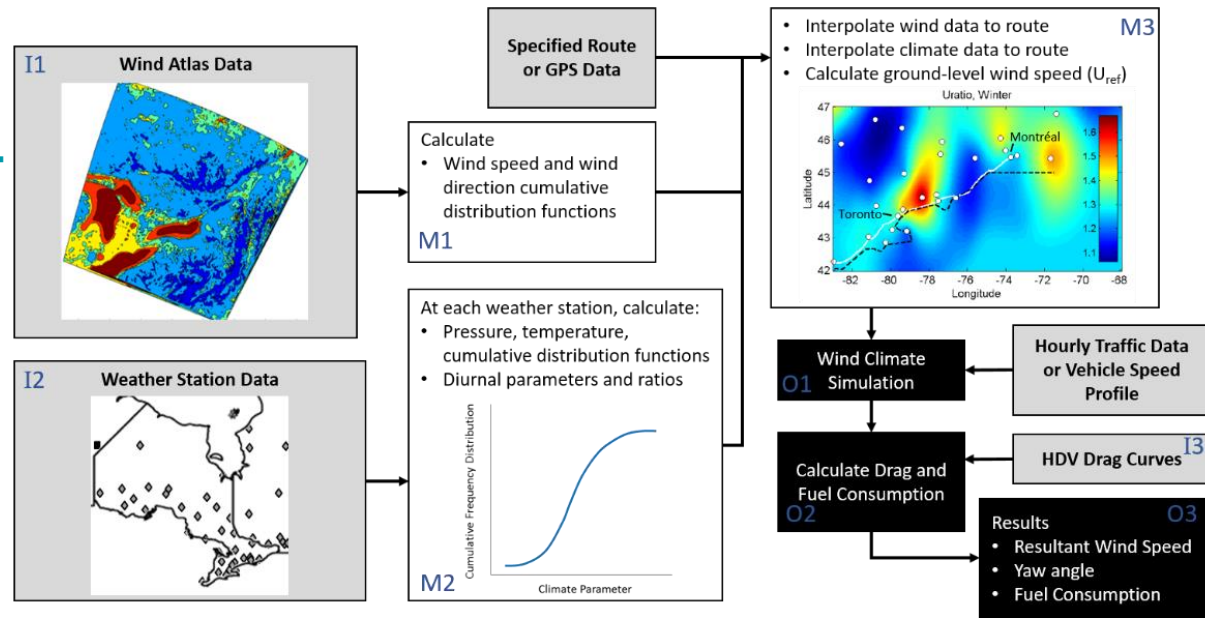 I1
Wind Atlas Data
I2
Weather Station Data
Specified Route
or GPS Data
Calculate
• Wind speed and wind
direction cumulative
distribution functions
M1
At each weather station, calculate:
• Pressure, temperature,
cumulative distribution functions
• Diurnal parameters and ratios
Cumulative Frequency Distribution
Climate Parameter
M2
• Interpolate wind data to route
• Interpolate climate data to route
• Calculate ground-level wind speed (Uref)
M3
Uratio, Winter
47
46
45
44
43
42
Latitude
Montréal
Toronto
1.6
1.5
1.4
1.3
1.2
1.1
-82 -80 -78 -76 -74 -72 -71 -70 -68 -88
Longitude
Wind Climate
Simulation
O1
Hourly Traffic Data
or Vehicle Speed
Profile
Calculate Drag and
Fuel Consumption
O2
I3
HDV Drag Curves
O3
Results
• Resultant Wind Speed
• Yaw angle
• Fuel Consumption